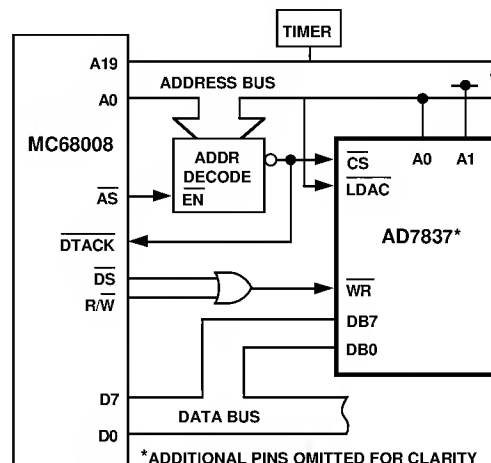 TIMER
A19
ADDRESS BUS
A0
MC68008
ADDR
DECODE
EN
CS
A0
A1
LDAC
AS
AD7837*
DTACK
DS
R/W
WR
DB7
DB0
D7
DATA BUS
D0
*ADDITIONAL PINS OMITTED FOR CLARITY